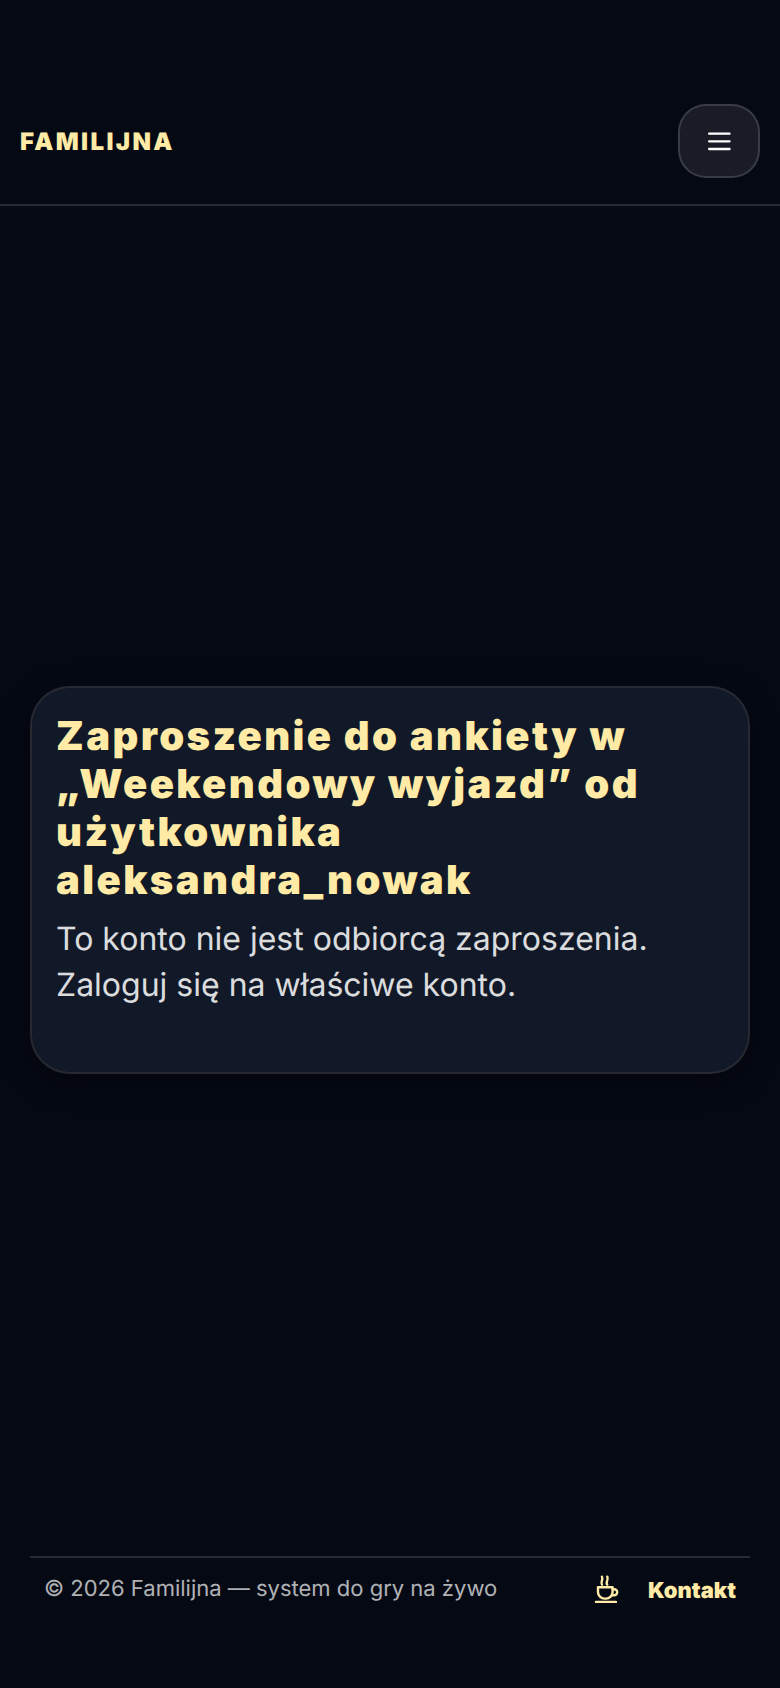 FAMILIJNA
Zaproszenie do ankiety w
„Weekendowy wyjazd” od
użytkownika
aleksandra_nowak
To konto nie jest odbiorcą zaproszenia.
Zaloguj się na właściwe konto.
© 2026 Familijna — system do gry na żywo
Kontakt